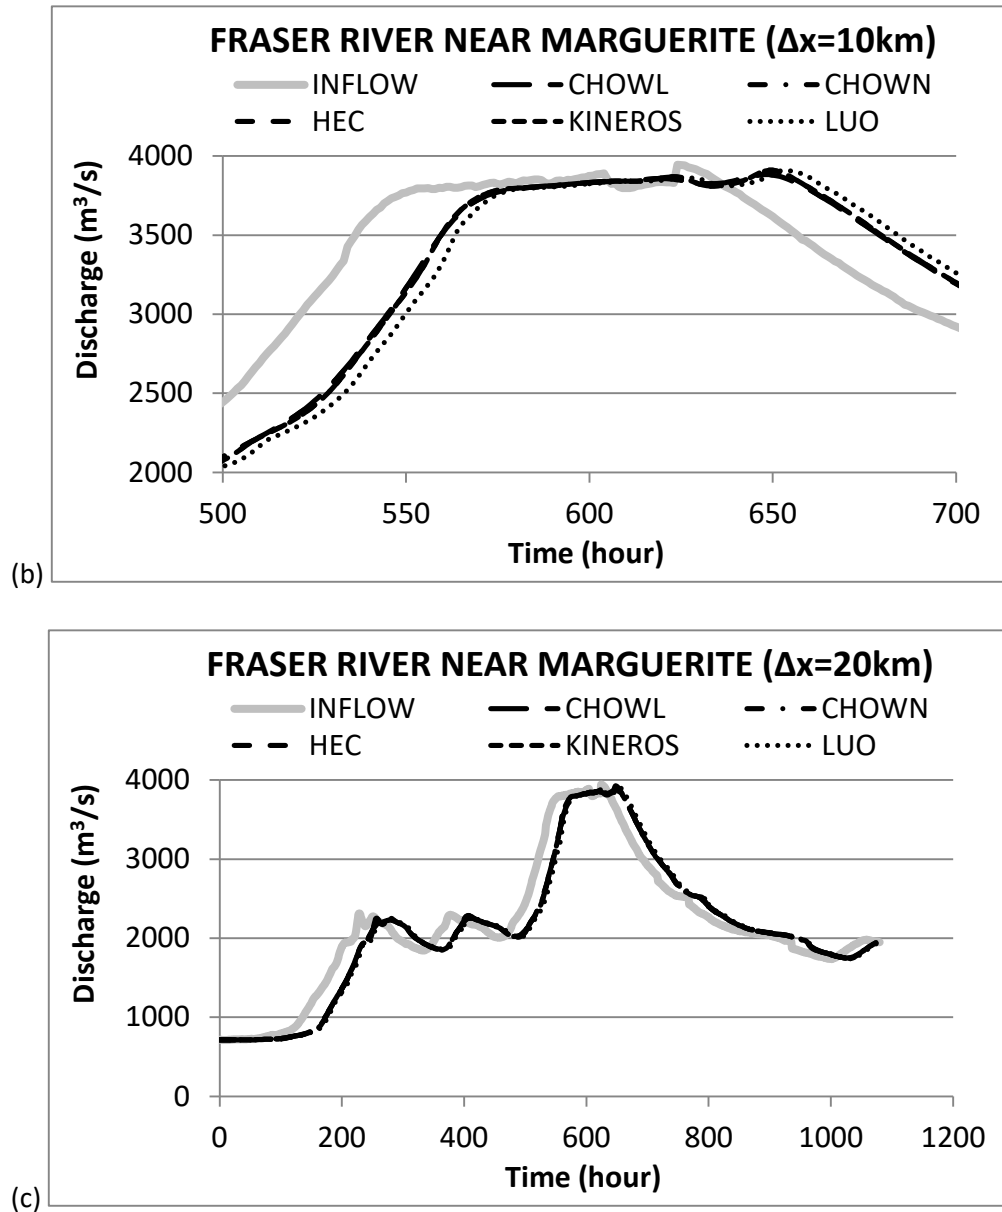 FRASER RIVER NEAR MARGUERITE (Δx=10km)
INFLOW CHOWL CHOWN
HEC KINEROS LUO
4000
3500
3000
2500
2000
Discharge (m³/s)
500 550 600 650 700
Time (hour)
(b)
FRASER RIVER NEAR MARGUERITE (Δx=20km)
INFLOW CHOWL CHOWN
HEC KINEROS LUO
4000
3000
2000
1000
0
Discharge (m³/s)
0 200 400 600 800 1000 1200
Time (hour)
(c)